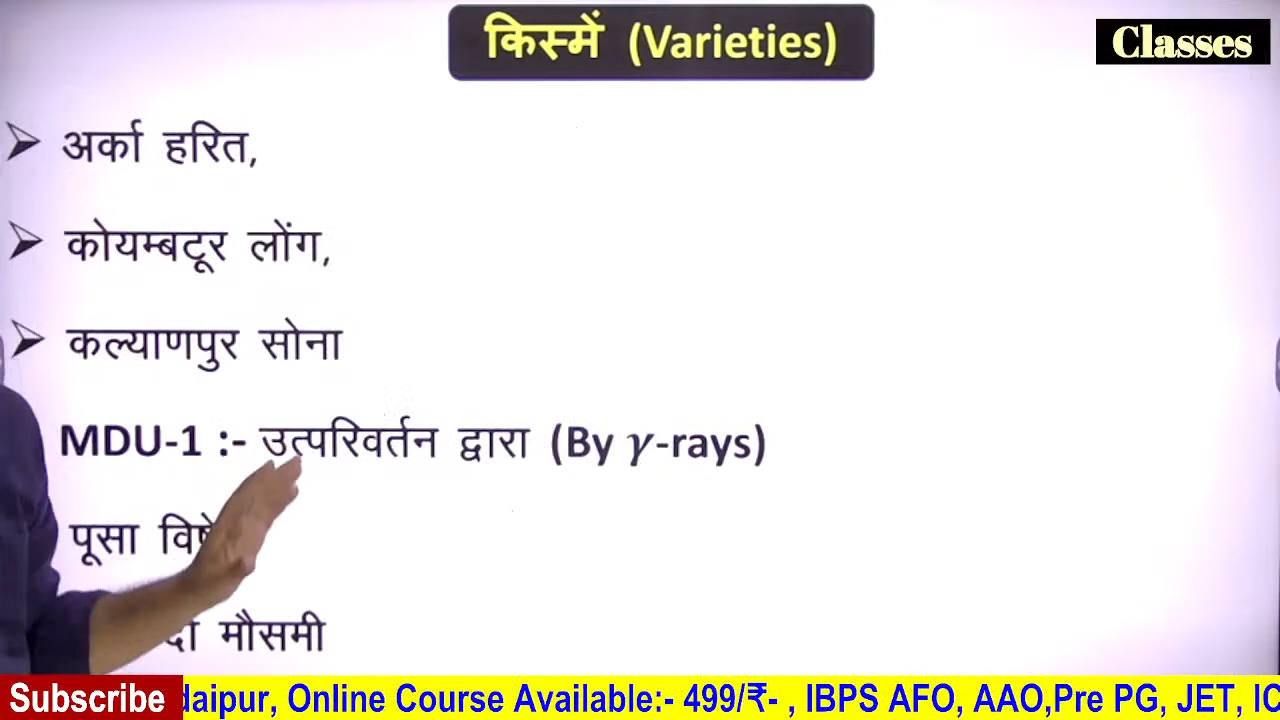 किस्में (Varieties)
Classes
अर्का हरित,
कोयम्बटूर लोंग,
कल्याणपुर सोना
MDU-1 :- उत्परिवर्तन द्वारा (By γ-rays)
पूसा
मौसमी
Subscribe
daipur, Online Course Available:- 499/₹- , IBPS AFO, AAO,Pre PG, JET, IC